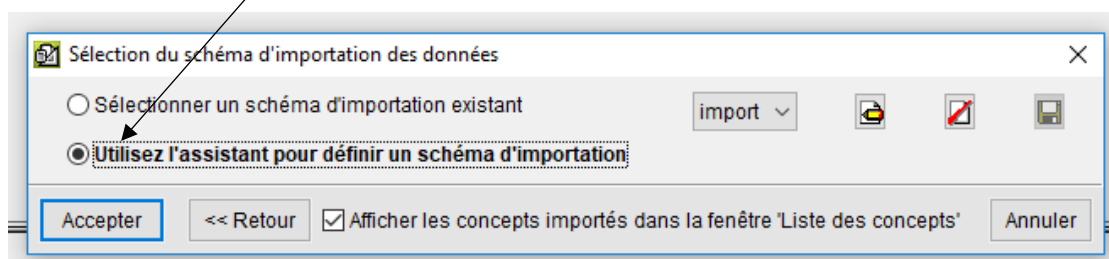 Sélection du schéma d'importation des données
Sélectionner un schéma d'importation existant import
Utilisez l'assistant pour définir un schéma d'importation
Accepter << Retour Afficher les concepts importés dans la fenêtre 'Liste des concepts' Annuler